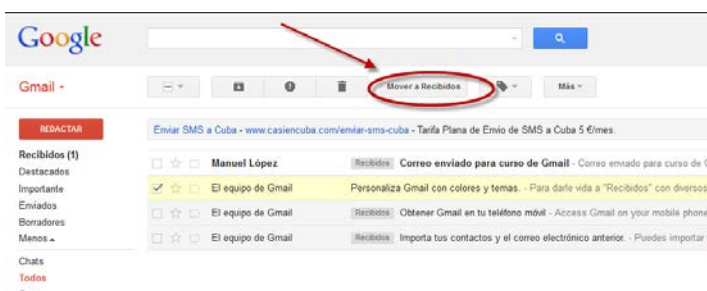 Google
Gmail
Mover a Recibidos
Más
REDACTAR
Enviar SMS a Cuba - www.casiencuba.com/enviar-sms-cuba - Tarifa Plana de Envio de SMS a Cuba 5 €/mes.
Recibidos (1)
Destacados
Importante
Enviados
Borradores
Menos
Chats
Todos
Manuel López Recibidos Correo enviado para curso de Gmail - Correo enviado para curso de
El equipo de Gmail Personaliza Gmail con colores y temas. - Para darle vida a "Recibidos" con diversos
El equipo de Gmail Recibidos Obtener Gmail en tu teléfono móvil - Access Gmail on your mobile phone
El equipo de Gmail Recibidos Importa tus contactos y el correo electrónico anterior. - Puedes importar